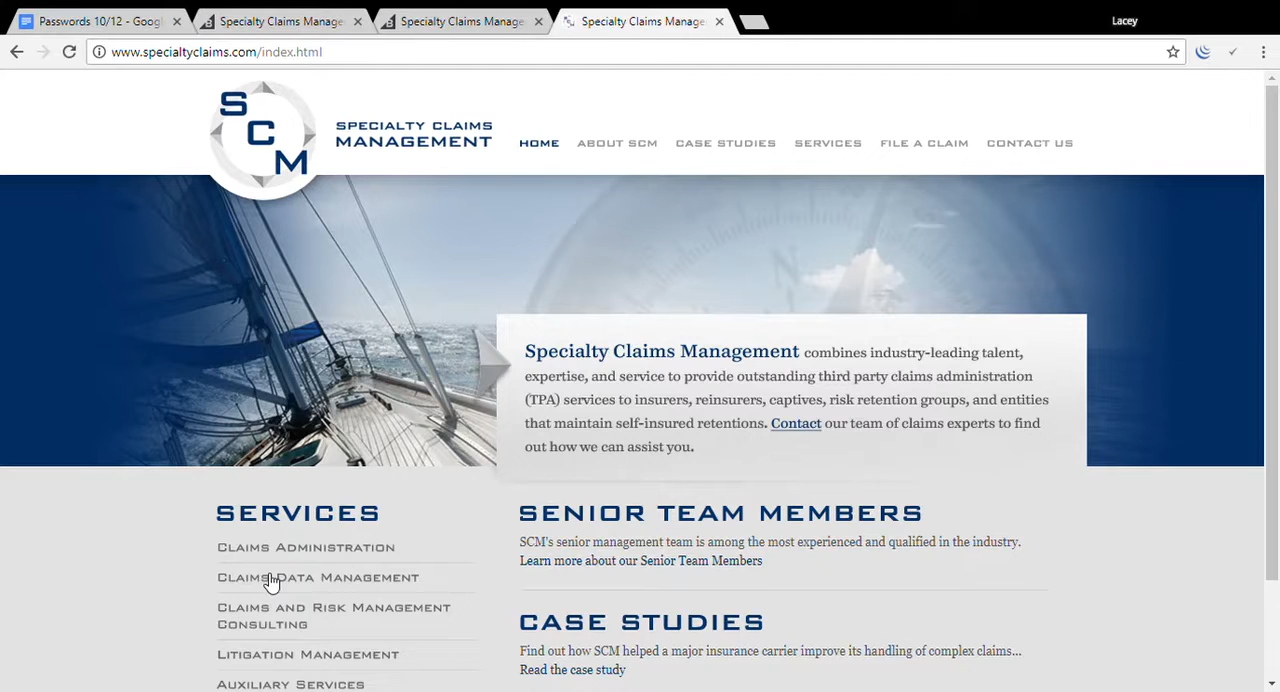 Passwords 10/12 - Googl
Specialty Claims Manage
Specialty Claims Manage
Specialty Claims Manage
Lacey
www.specialtyclaims.com/index.html
S
C
M
SPECIALTY CLAIMS
MANAGEMENT
HOME ABOUT SCM CASE STUDIES SERVICES FILE A CLAIM CONTACT US
N
Specialty Claims Management combines industry-leading talent,
expertise, and service to provide outstanding third party claims administration
(TPA) services to insurers, reinsurers, captives, risk retention groups, and entities
that maintain self-insured retentions. Contact our team of claims experts to find
out how we can assist you.
SERVICES
CLAIMS ADMINISTRATION
CLAIMS DATA MANAGEMENT
CLAIMS AND RISK MANAGEMENT
CONSULTING
LITIGATION MANAGEMENT
AUXILIARY SERVICES
SENIOR TEAM MEMBERS
SCM's senior management team is among the most experienced and qualified in the industry.
Learn more about our Senior Team Members
CASE STUDIES
Find out how SCM helped a major insurance carrier improve its handling of complex claims...
Read the case study